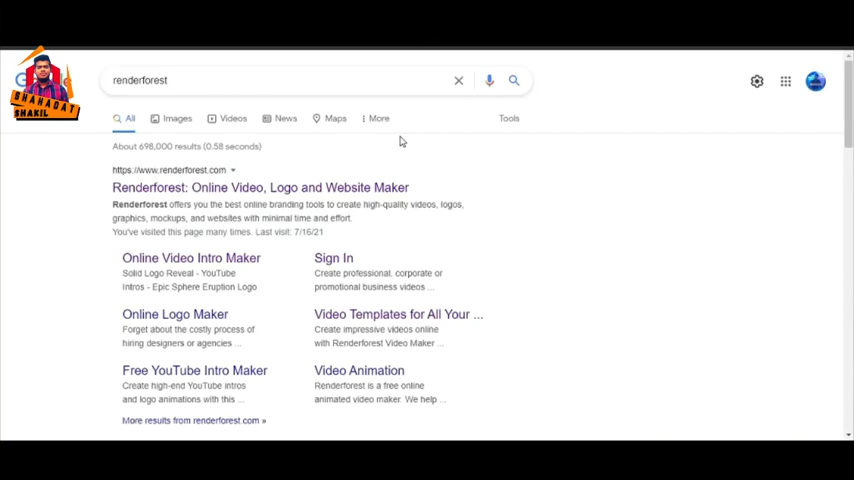 SHAHADAT
SHAKIL
renderforest
All
Images
Videos
News
Maps
More
Tools
About 698,000 results (0.58 seconds)
https://www.renderforest.com
Renderforest: Online Video, Logo and Website Maker
Renderforest offers you the best online branding tools to create high-quality videos, logos,
graphics, mockups, and websites with minimal time and effort.
You've visited this page many times. Last visit: 7/16/21
Online Video Intro Maker
Solid Logo Reveal - YouTube
Intros - Epic Sphere Eruption Logo
Sign In
Create professional, corporate or
promotional business videos ...
Online Logo Maker
Forget about the costly process of
hiring designers or agencies ...
Video Templates for All Your ...
Create impressive videos online
with Renderforest Video Maker ...
Free YouTube Intro Maker
Create high-end YouTube intros
and logo animations with this ...
Video Animation
Renderforest is a free online
animated video maker. We help ...
More results from renderforest.com »